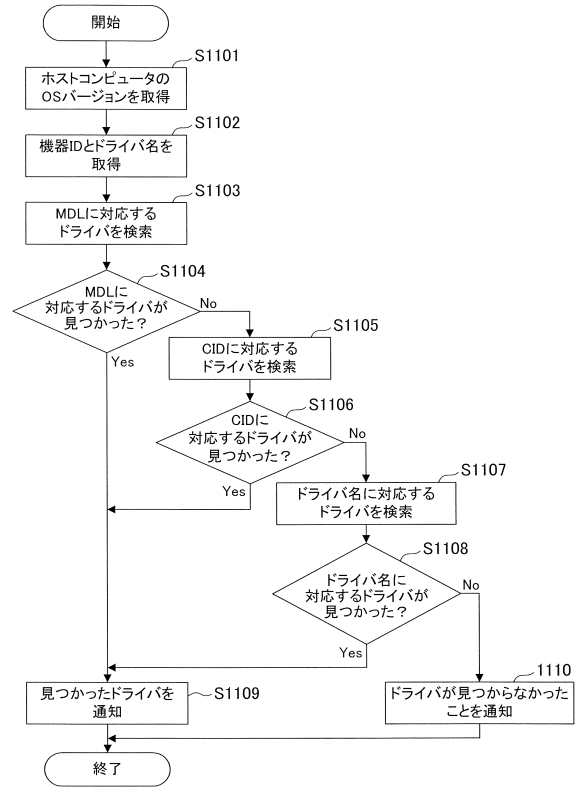 開始
S1101
ホストコンピュータの
OSバージョンを取得
S1102
機器IDとドライバ名を
取得
S1103
MDLに対応する
ドライバを検索
S1104
MDLに
対応するドライバが
見つかった？
No
Yes
S1105
CIDに対応する
ドライバを検索
S1106
CIDに
対応するドライバが
見つかった？
No
Yes
S1107
ドライバ名に対応する
ドライバを検索
S1108
ドライバ名に
対応するドライバが
見つかった？
No
Yes
見つかったドライバを
通知
S1109
1110
ドライバが見つからなかった
ことを通知
終了